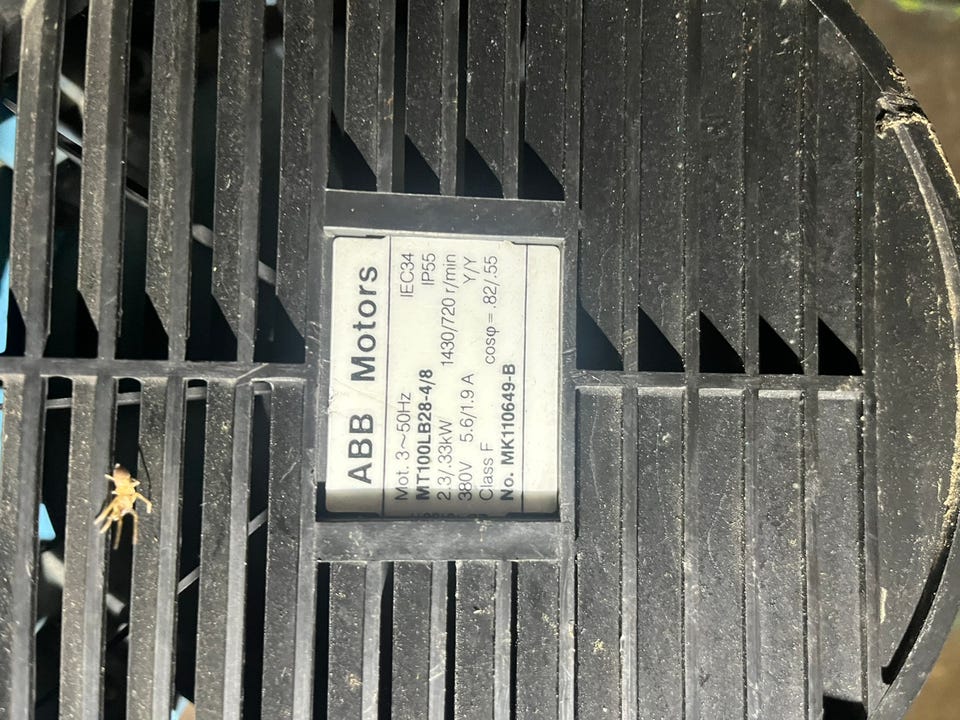 ABB Motors
Mot. 3~50Hz IEC34
MT100LB28-4/8 IP55
2.3/.33kW 1430/720 r/min
380V 5.6/1.9 A Y/Y
Class F cosφ = .82/.55
No. MK110649-B